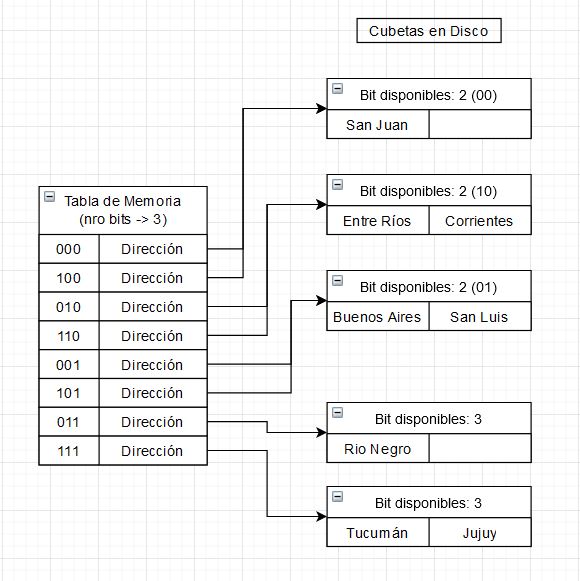 Cubetas en Disco
Bit disponibles: 2 (00)
San Juan
Bit disponibles: 2 (10)
Entre Ríos Corrientes
Bit disponibles: 2 (01)
Buenos Aires San Luis
Bit disponibles: 3
Rio Negro
Bit disponibles: 3
Tucumán Jujuy
Tabla de Memoria
(nro bits -> 3)
000 Dirección
100 Dirección
010 Dirección
110 Dirección
001 Dirección
101 Dirección
011 Dirección
111 Dirección